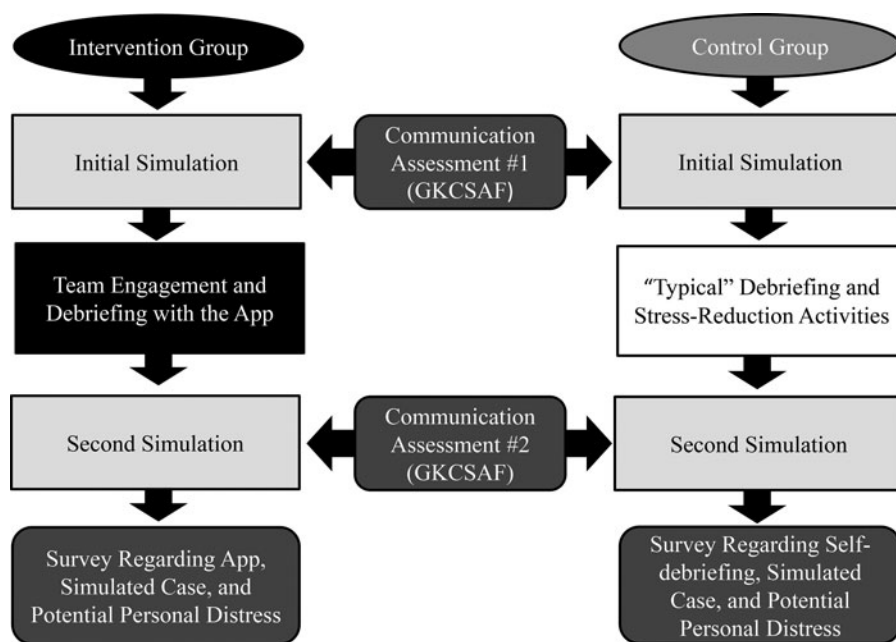 Intervention Group
Control Group
Initial Simulation
Communication
Assessment #1
(GKCSAF)
Initial Simulation
Team Engagement and
Debriefing with the App
“Typical” Debriefing and
Stress-Reduction Activities
Second Simulation
Communication
Assessment #2
(GKCSAF)
Second Simulation
Survey Regarding App,
Simulated Case, and
Potential Personal Distress
Survey Regarding Self-
debriefing, Simulated
Case, and Potential
Personal Distress